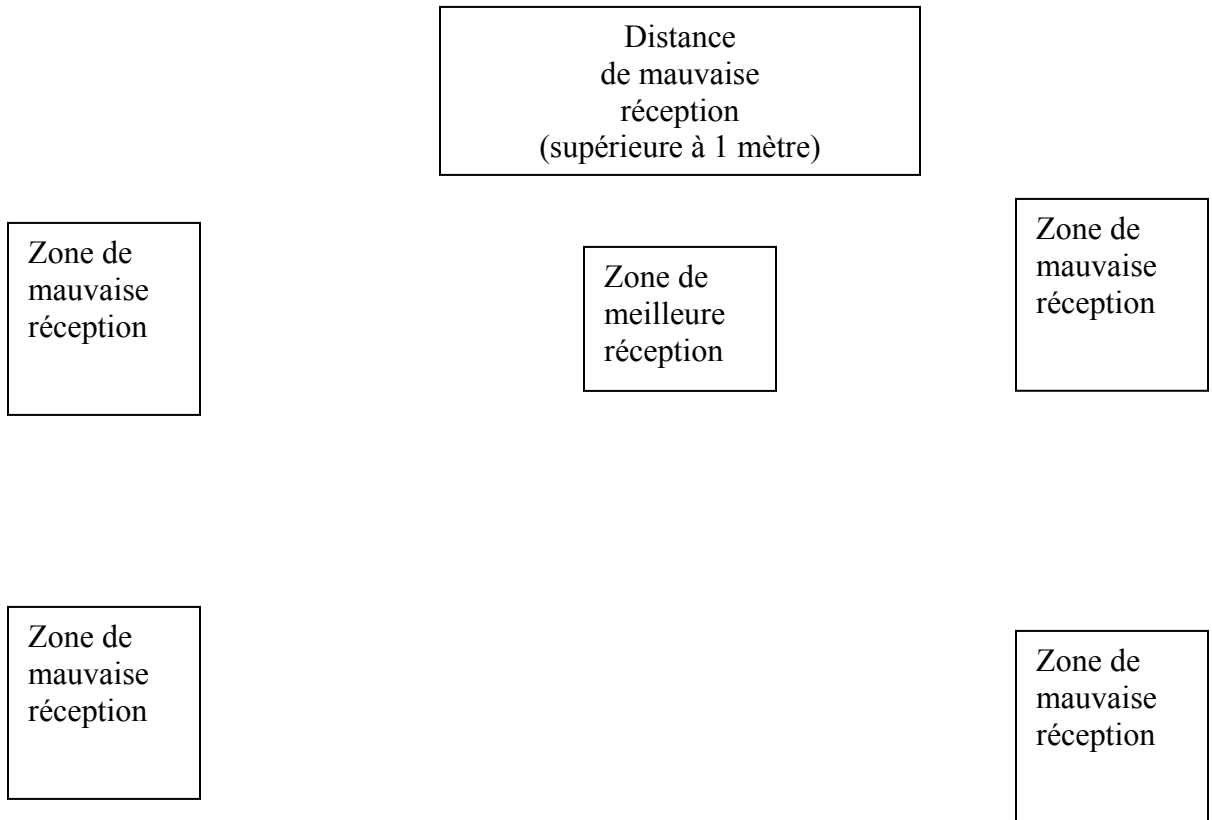 Distance
de mauvaise
réception
(supérieure à 1 mètre)
Zone de
mauvaise
réception
Zone de
meilleure
réception
Zone de
mauvaise
réception
Zone de
mauvaise
réception
Zone de
mauvaise
réception